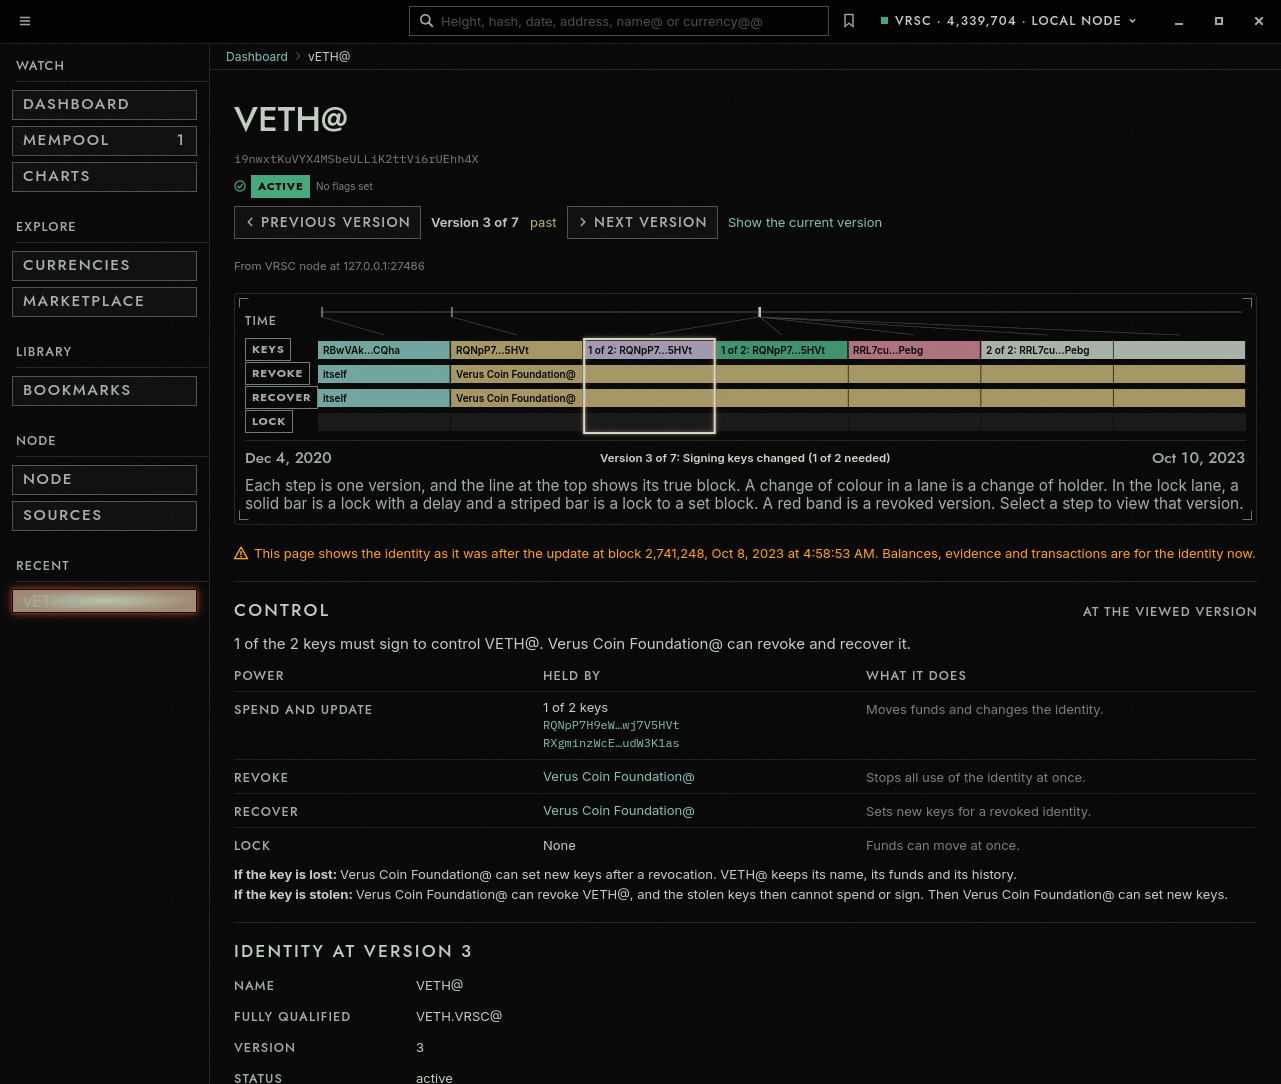 Height, hash, date, address, name@ or currency@@
VRSC · 4,339,704 · LOCAL NODE
WATCH
DASHBOARD
MEMPOOL 1
CHARTS
EXPLORE
CURRENCIES
MARKETPLACE
LIBRARY
BOOKMARKS
NODE
NODE
SOURCES
RECENT
vETH@
Dashboard › vETH@
VETH@
i9nwxtKuVYX4MSbeULLiK2ttVi6rUEhh4X
ACTIVE No flags set
PREVIOUS VERSION Version 3 of 7 past NEXT VERSION Show the current version
From VRSC node at 127.0.0.1:27486
TIME
KEYS RBwVAk...CQha RQNpP7...5HVt 1 of 2: RQNpP7...5HVt 1 of 2: RQNpP7...5HVt RRL7cu...Pebg 2 of 2: RRL7cu...Pebg
REVOKE itself Verus Coin Foundation@
RECOVER itself Verus Coin Foundation@
LOCK
Dec 4, 2020 Version 3 of 7: Signing keys changed (1 of 2 needed) Oct 10, 2023
Each step is one version, and the line at the top shows its true block. A change of colour in a lane is a change of holder. In the lock lane, a
solid bar is a lock with a delay and a striped bar is a lock to a set block. A red band is a revoked version. Select a step to view that version.
This page shows the identity as it was after the update at block 2,741,248, Oct 8, 2023 at 4:58:53 AM. Balances, evidence and transactions are for the identity now.
CONTROL AT THE VIEWED VERSION
1 of the 2 keys must sign to control VETH@. Verus Coin Foundation@ can revoke and recover it.
POWER HELD BY WHAT IT DOES
SPEND AND UPDATE 1 of 2 keys Moves funds and changes the identity.
RQNpP7H9eW…wj7V5HVt
RXgminzWcE…udW3K1as
REVOKE Verus Coin Foundation@ Stops all use of the identity at once.
RECOVER Verus Coin Foundation@ Sets new keys for a revoked identity.
LOCK None Funds can move at once.
If the key is lost: Verus Coin Foundation@ can set new keys after a revocation. VETH@ keeps its name, its funds and its history.
If the key is stolen: Verus Coin Foundation@ can revoke VETH@, and the stolen keys then cannot spend or sign. Then Verus Coin Foundation@ can set new keys.
IDENTITY AT VERSION 3
NAME VETH@
FULLY QUALIFIED VETH.VRSC@
VERSION 3
STATUS active